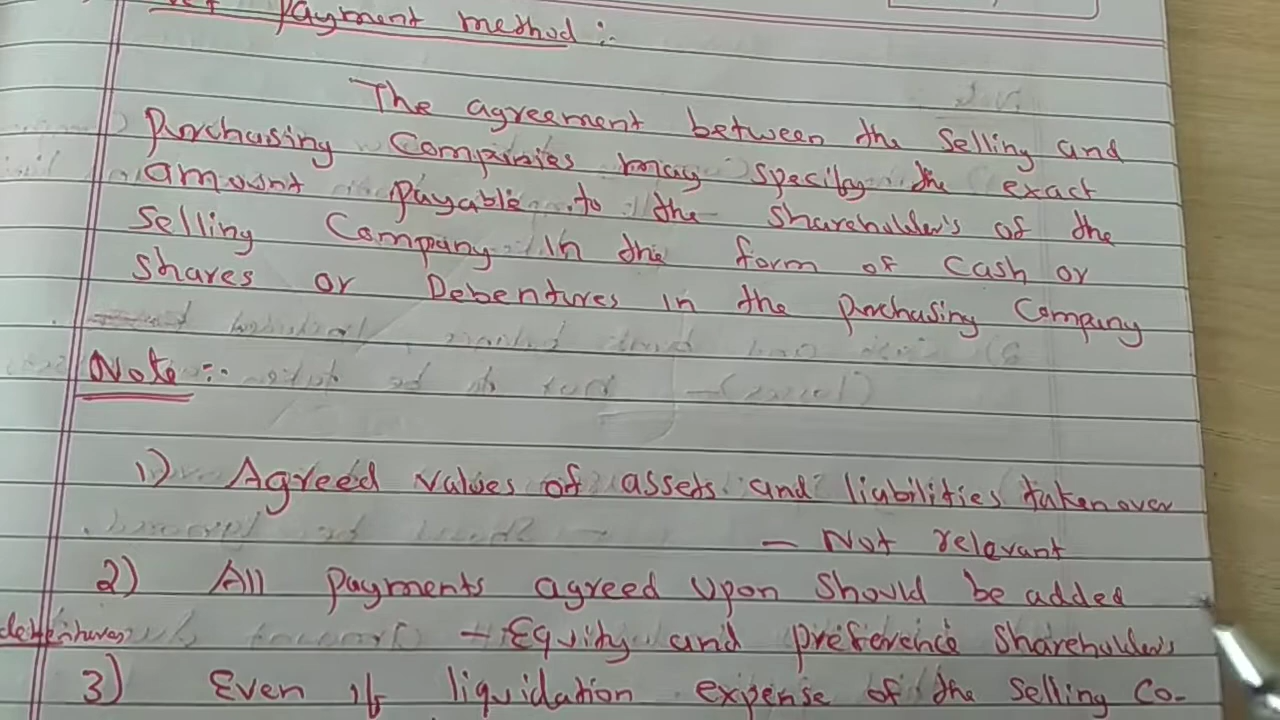 Payment method :-
The agreement between the Selling and
Purchasing Companies may specify the exact
amount payable to the Shareholder's of the
Selling Company in the form of Cash or
Shares or Debentures in the purchasing Company
Note :-
1) Agreed values of assets and liabilities taken over
- Not relevant
2) All payments agreed upon should be added
debentures - Equity and preference Shareholder's
3) Even if liquidation expense of the Selling Co-